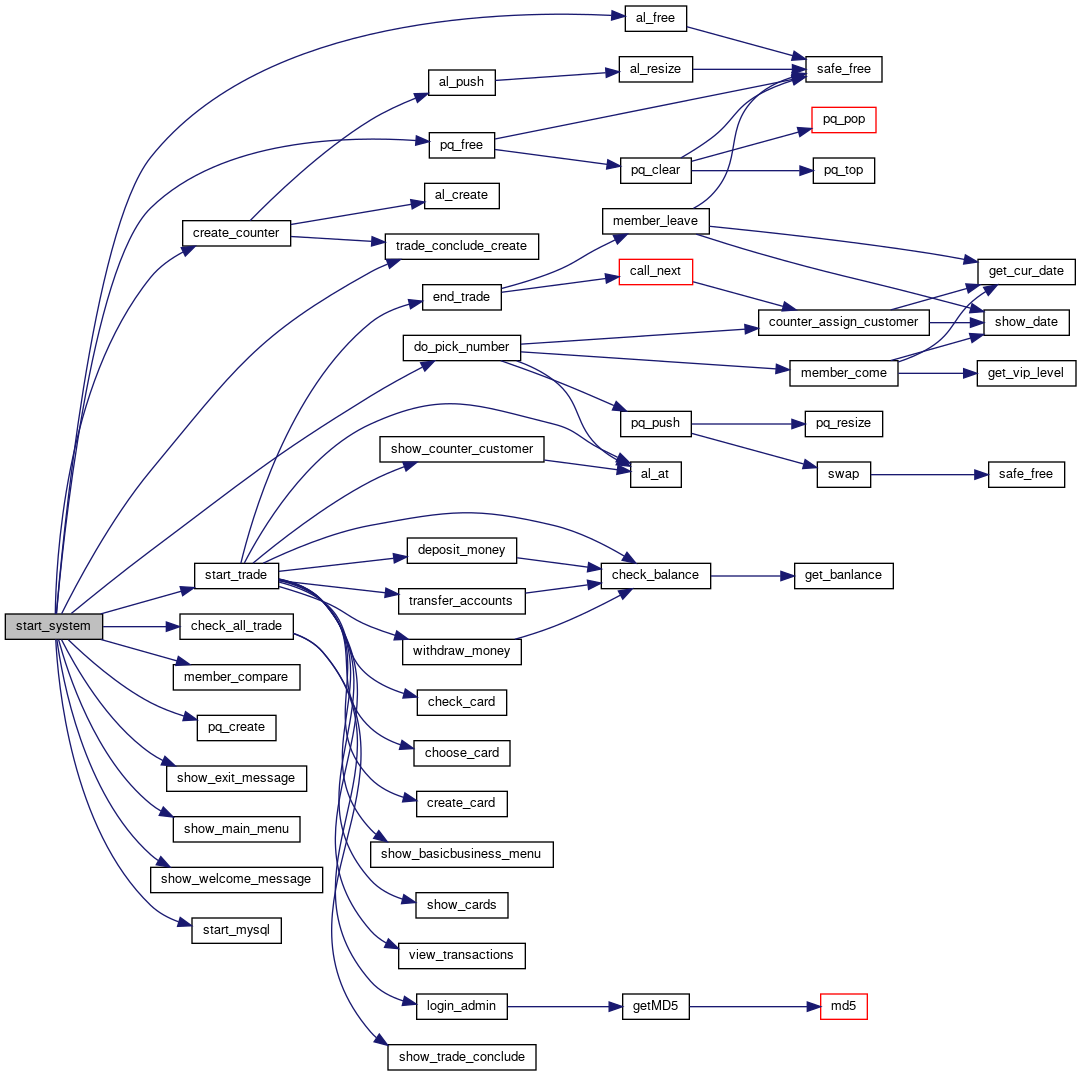 al_free
al_push
al_resize
safe_free
pq_free
pq_pop
pq_clear
pq_top
al_create
create_counter
member_leave
trade_conclude_create
call_next
get_cur_date
end_trade
counter_assign_customer
show_date
do_pick_number
member_come
get_vip_level
pq_push
pq_resize
show_counter_customer
al_at
swap
safe_free
deposit_money
start_trade
check_balance
get_banlance
transfer_accounts
start_system
check_all_trade
withdraw_money
member_compare
check_card
pq_create
choose_card
show_exit_message
create_card
show_main_menu
show_basicbusiness_menu
show_welcome_message
show_cards
start_mysql
view_transactions
login_admin
getMD5
md5
show_trade_conclude